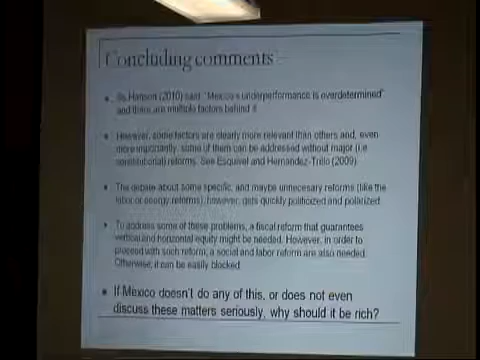 Concluding comments
• As Hanson (2010) said: "Mexico's underperformance is overdetermined"
and there are multiple factors behind it.
• However, some factors are clearly more relevant than others and, even
more importantly, some of them can be addressed without major (i.e
constitutional) reforms. See Esquivel and Hernandez-Trillo (2009).
• The debate about some specific, and maybe unnecessary reforms (like the
labor or energy reforms), however, gets quickly politicized and polarized.
• To address some of these problems, a fiscal reform that guarantees
vertical and horizontal equity might be needed. However, in order to
proceed with such reform, a social and labor reform are also needed.
Otherwise, it can be easily blocked.
• If Mexico doesn't do any of this, or does not even
discuss these matters seriously, why should it be rich?